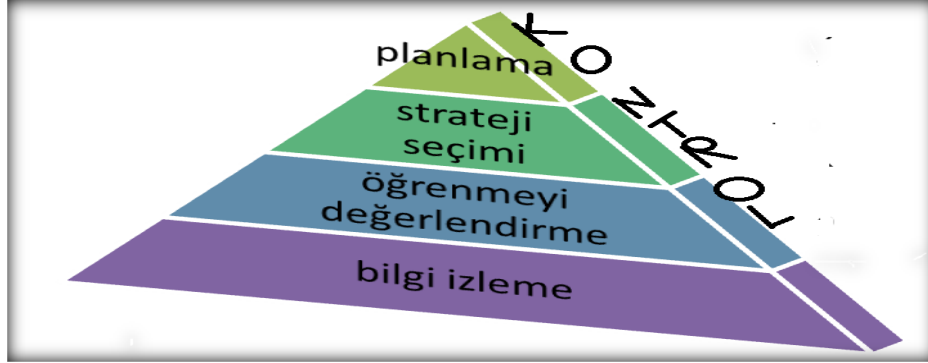 KONTROL
planlama
strateji
seçimi
öğrenmeyi
değerlendirme
bilgi izleme